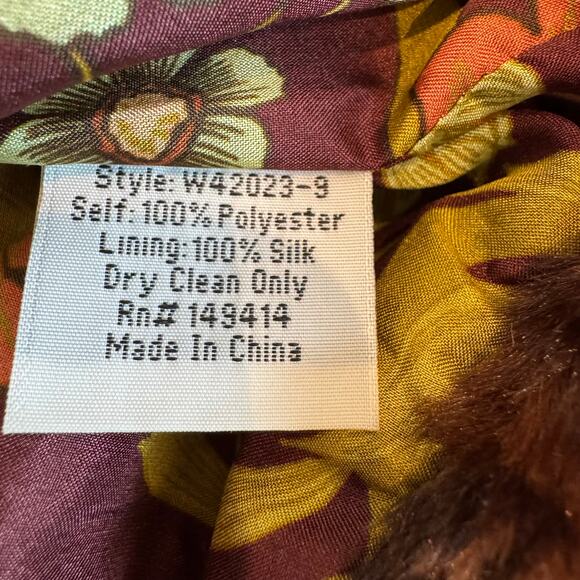 Style: W42023-9
Self: 100% Polyester
Lining: 100% Silk
Dry Clean Only
Rn# 149414
Made In China